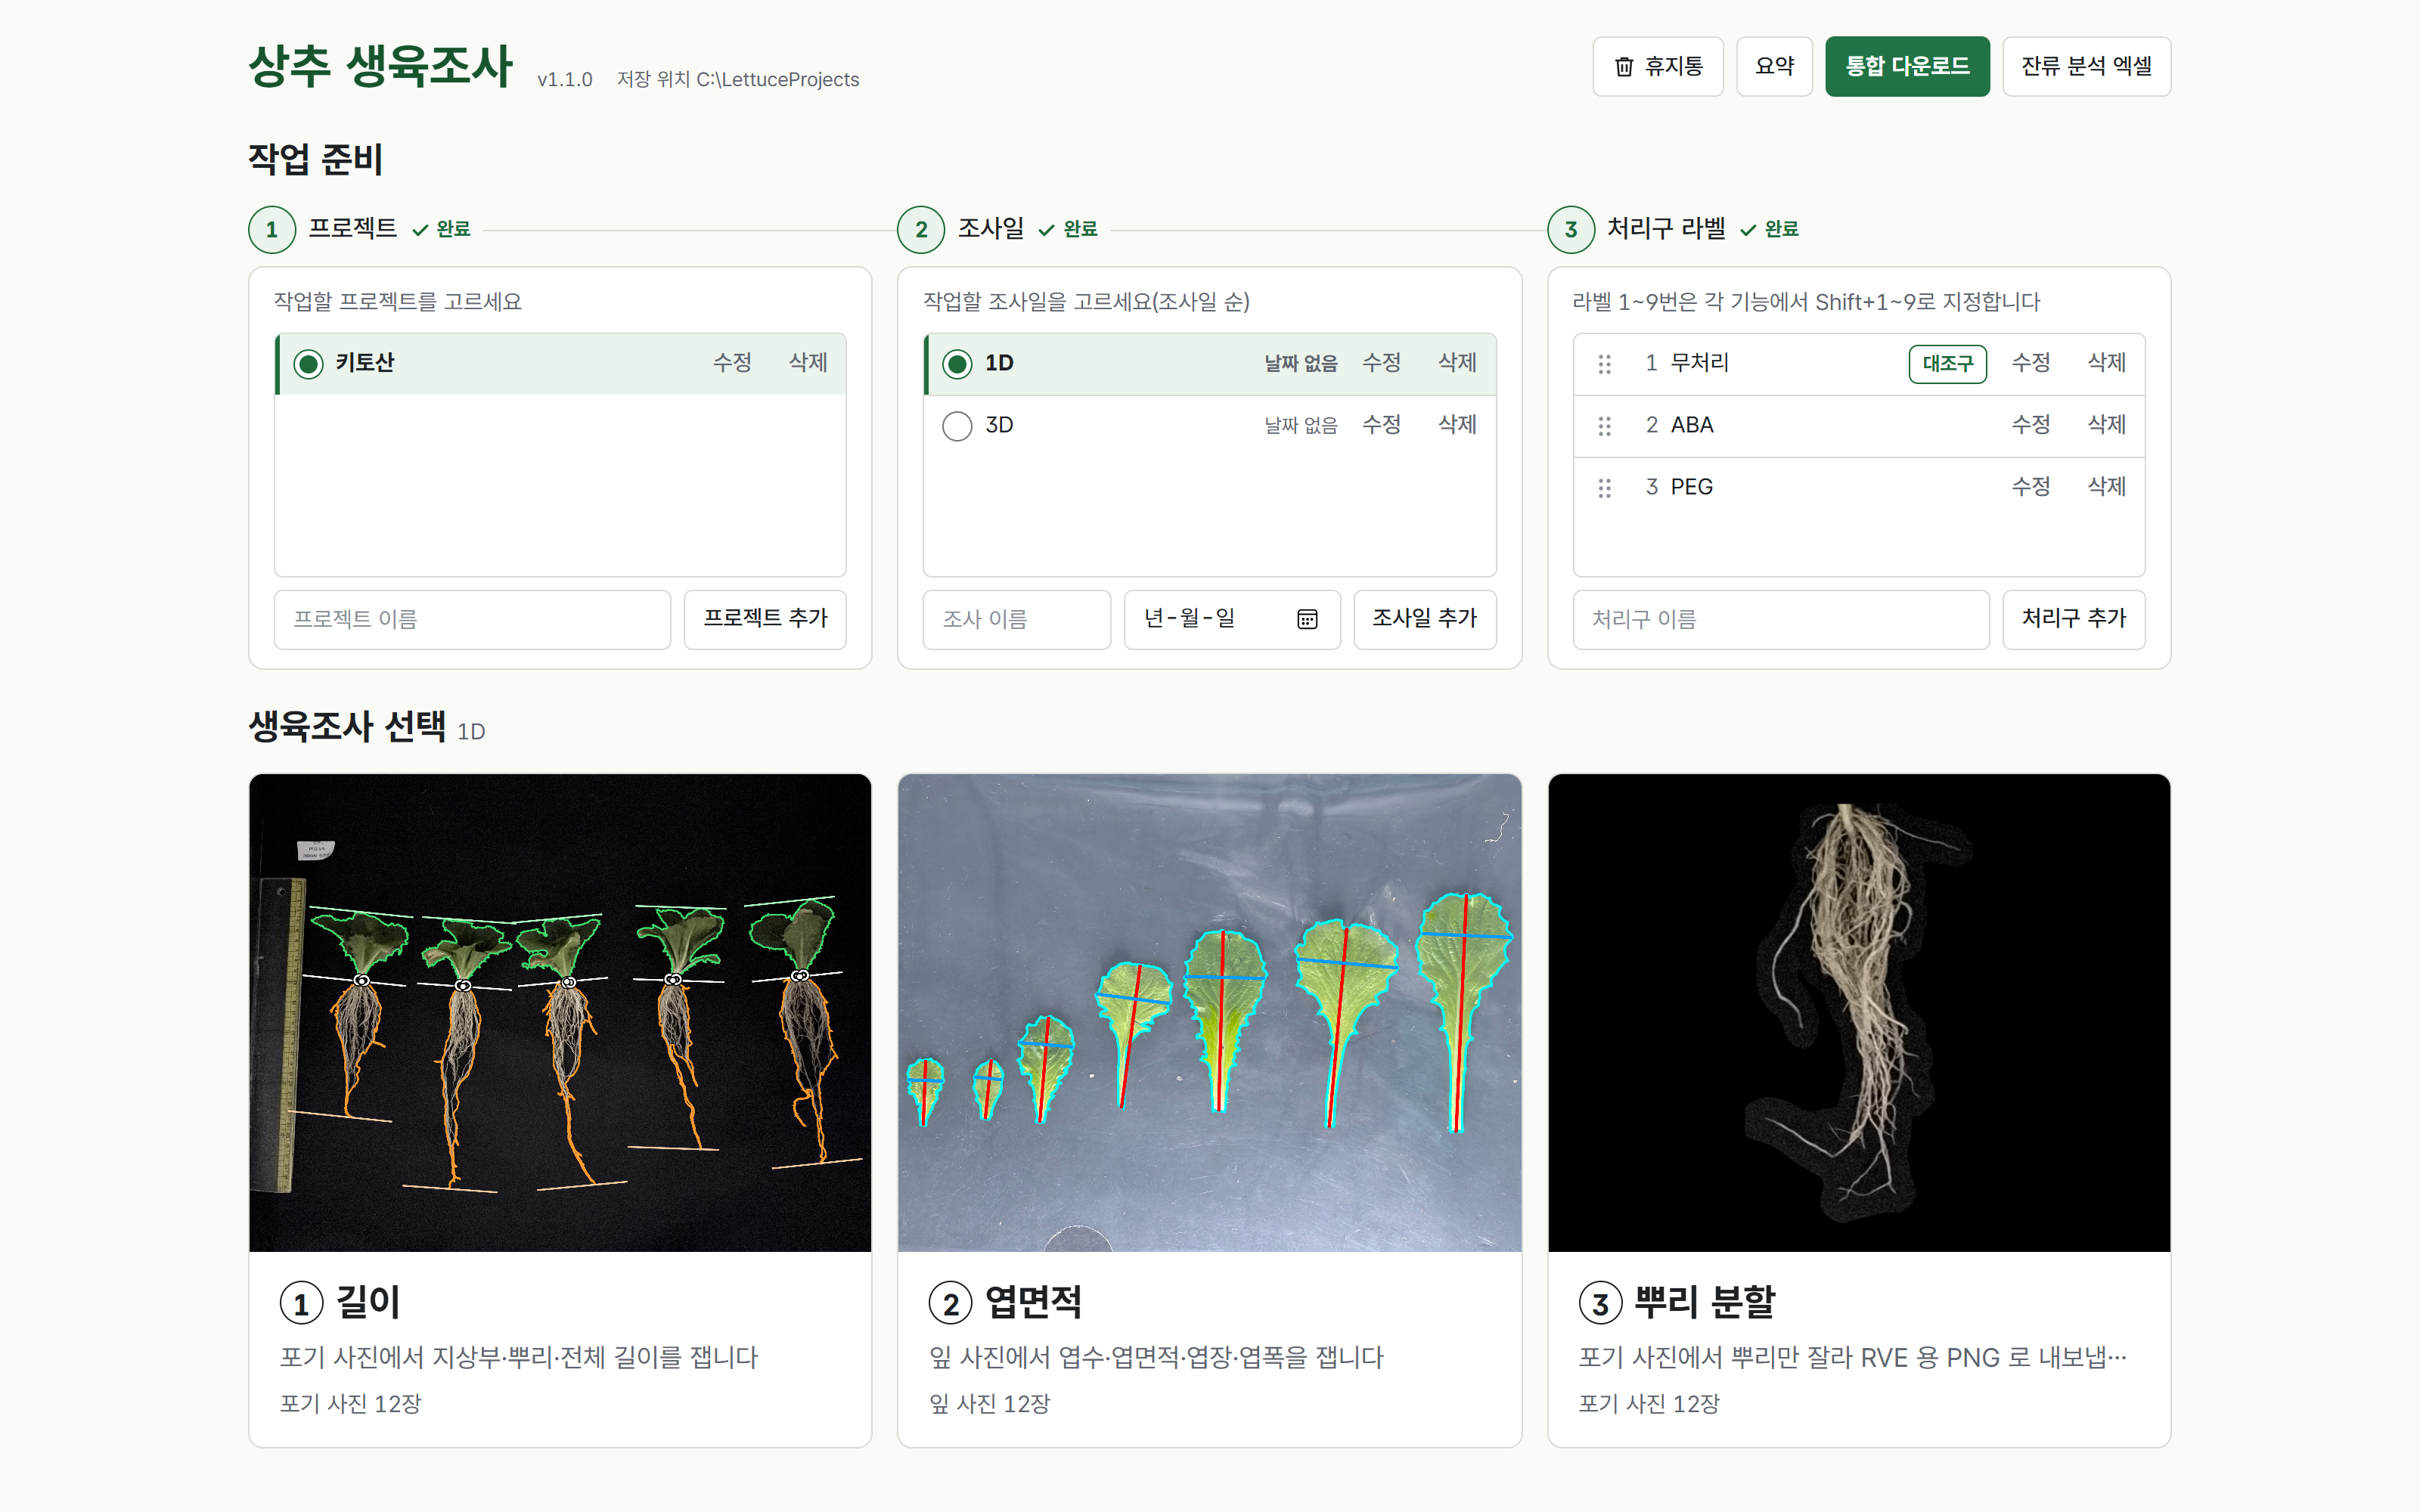 상추 생육조사 v1.1.0 저장 위치 C:\LettuceProjects
휴지통 요약 통합 다운로드 잔류 분석 엑셀
작업 준비
1 프로젝트 완료
작업할 프로젝트를 고르세요
키토산 수정 삭제
프로젝트 이름 프로젝트 추가
2 조사일 완료
작업할 조사일을 고르세요(조사일 순)
1D 날짜 없음 수정 삭제
3D 날짜 없음 수정 삭제
조사 이름 년-월-일 조사일 추가
3 처리구 라벨 완료
라벨 1~9번은 각 기능에서 Shift+1~9로 지정합니다
1 무처리 대조구 수정 삭제
2 ABA 수정 삭제
3 PEG 수정 삭제
처리구 이름 처리구 추가
생육조사 선택 1D
1 길이
포기 사진에서 지상부·뿌리·전체 길이를 잽니다
포기 사진 12장
2 엽면적
잎 사진에서 엽수·엽면적·엽장·엽폭을 잽니다
잎 사진 12장
3 뿌리 분할
포기 사진에서 뿌리만 잘라 RVE 용 PNG 로 내보냅…
포기 사진 12장